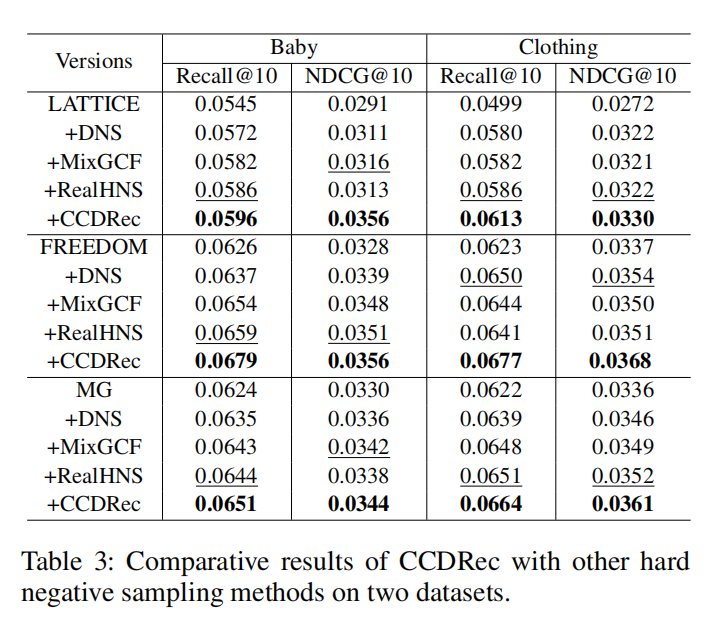 Versions Baby Clothing
Recall@10 NDCG@10 Recall@10 NDCG@10
LATTICE 0.0545 0.0291 0.0499 0.0272
+DNS 0.0572 0.0311 0.0580 0.0322
+MixGCF 0.0582 0.0316 0.0582 0.0321
+RealHNS 0.0586 0.0313 0.0586 0.0322
+CCDRec 0.0596 0.0356 0.0613 0.0330
FREEDOM 0.0626 0.0328 0.0623 0.0337
+DNS 0.0637 0.0339 0.0650 0.0354
+MixGCF 0.0654 0.0348 0.0644 0.0350
+RealHNS 0.0659 0.0351 0.0641 0.0351
+CCDRec 0.0679 0.0356 0.0677 0.0368
MG 0.0624 0.0330 0.0622 0.0336
+DNS 0.0635 0.0336 0.0639 0.0346
+MixGCF 0.0643 0.0342 0.0648 0.0349
+RealHNS 0.0644 0.0338 0.0651 0.0352
+CCDRec 0.0651 0.0344 0.0664 0.0361
Table 3: Comparative results of CCDRec with other hard
negative sampling methods on two datasets.